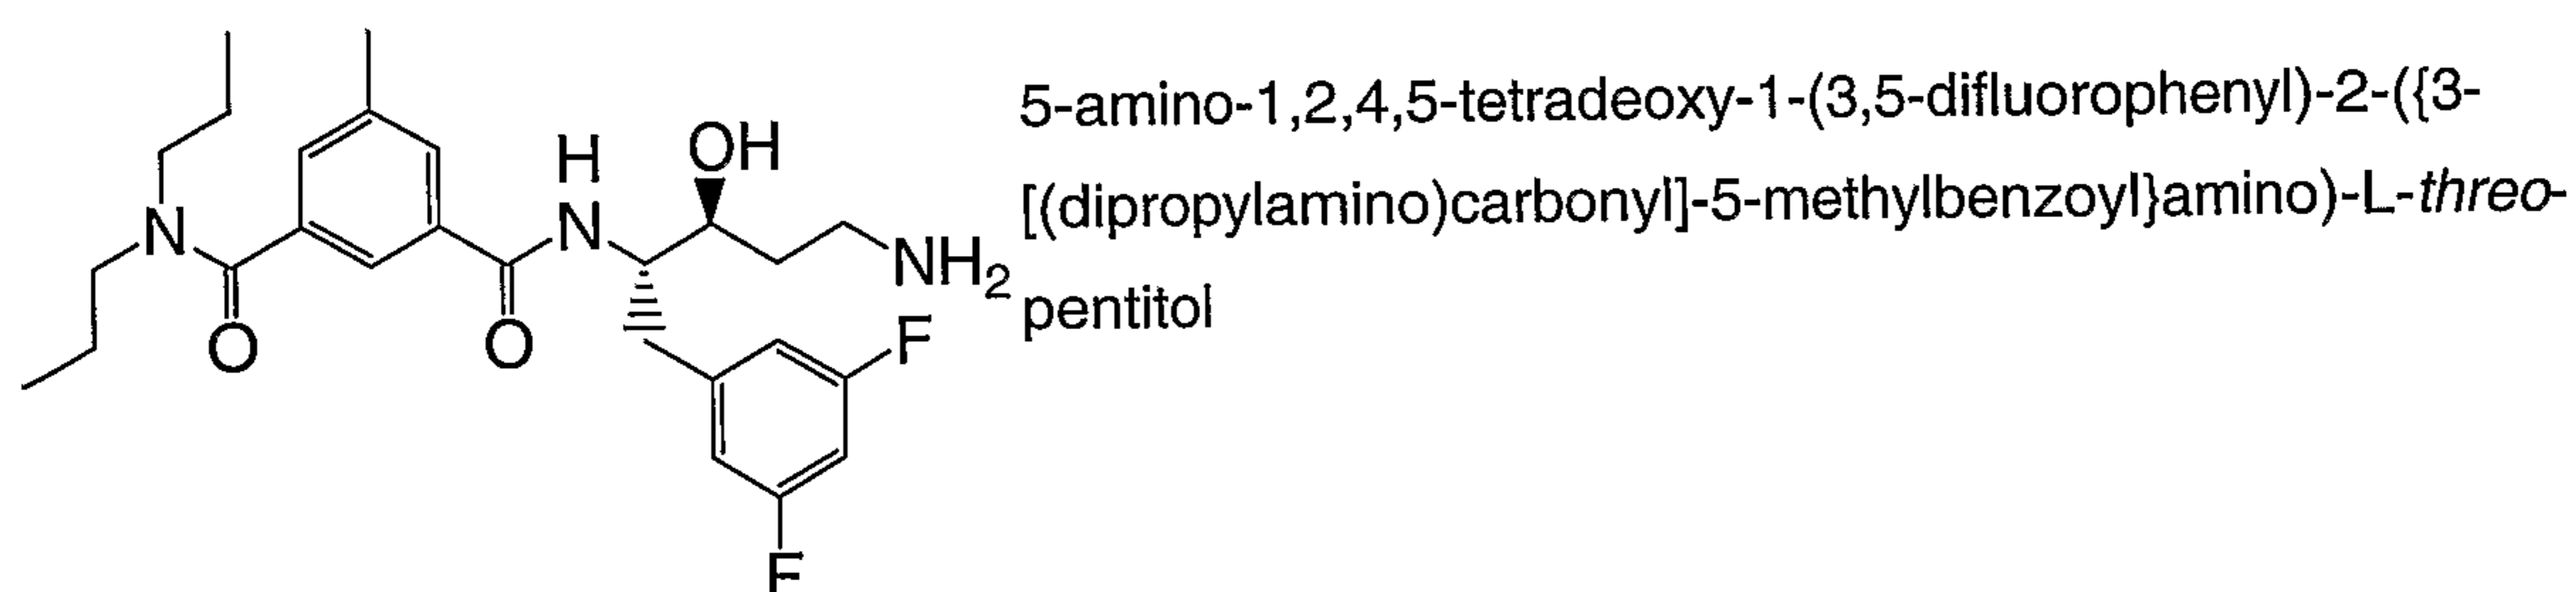 5-amino-1,2,4,5-tetradeoxy-1-(3,5-difluorophenyl)-2-({3-
[(dipropylamino)carbonyl]-5-methylbenzoyl}amino)-L-threo-
pentitol
H
OH
N
N
NH2
O
O
F
F